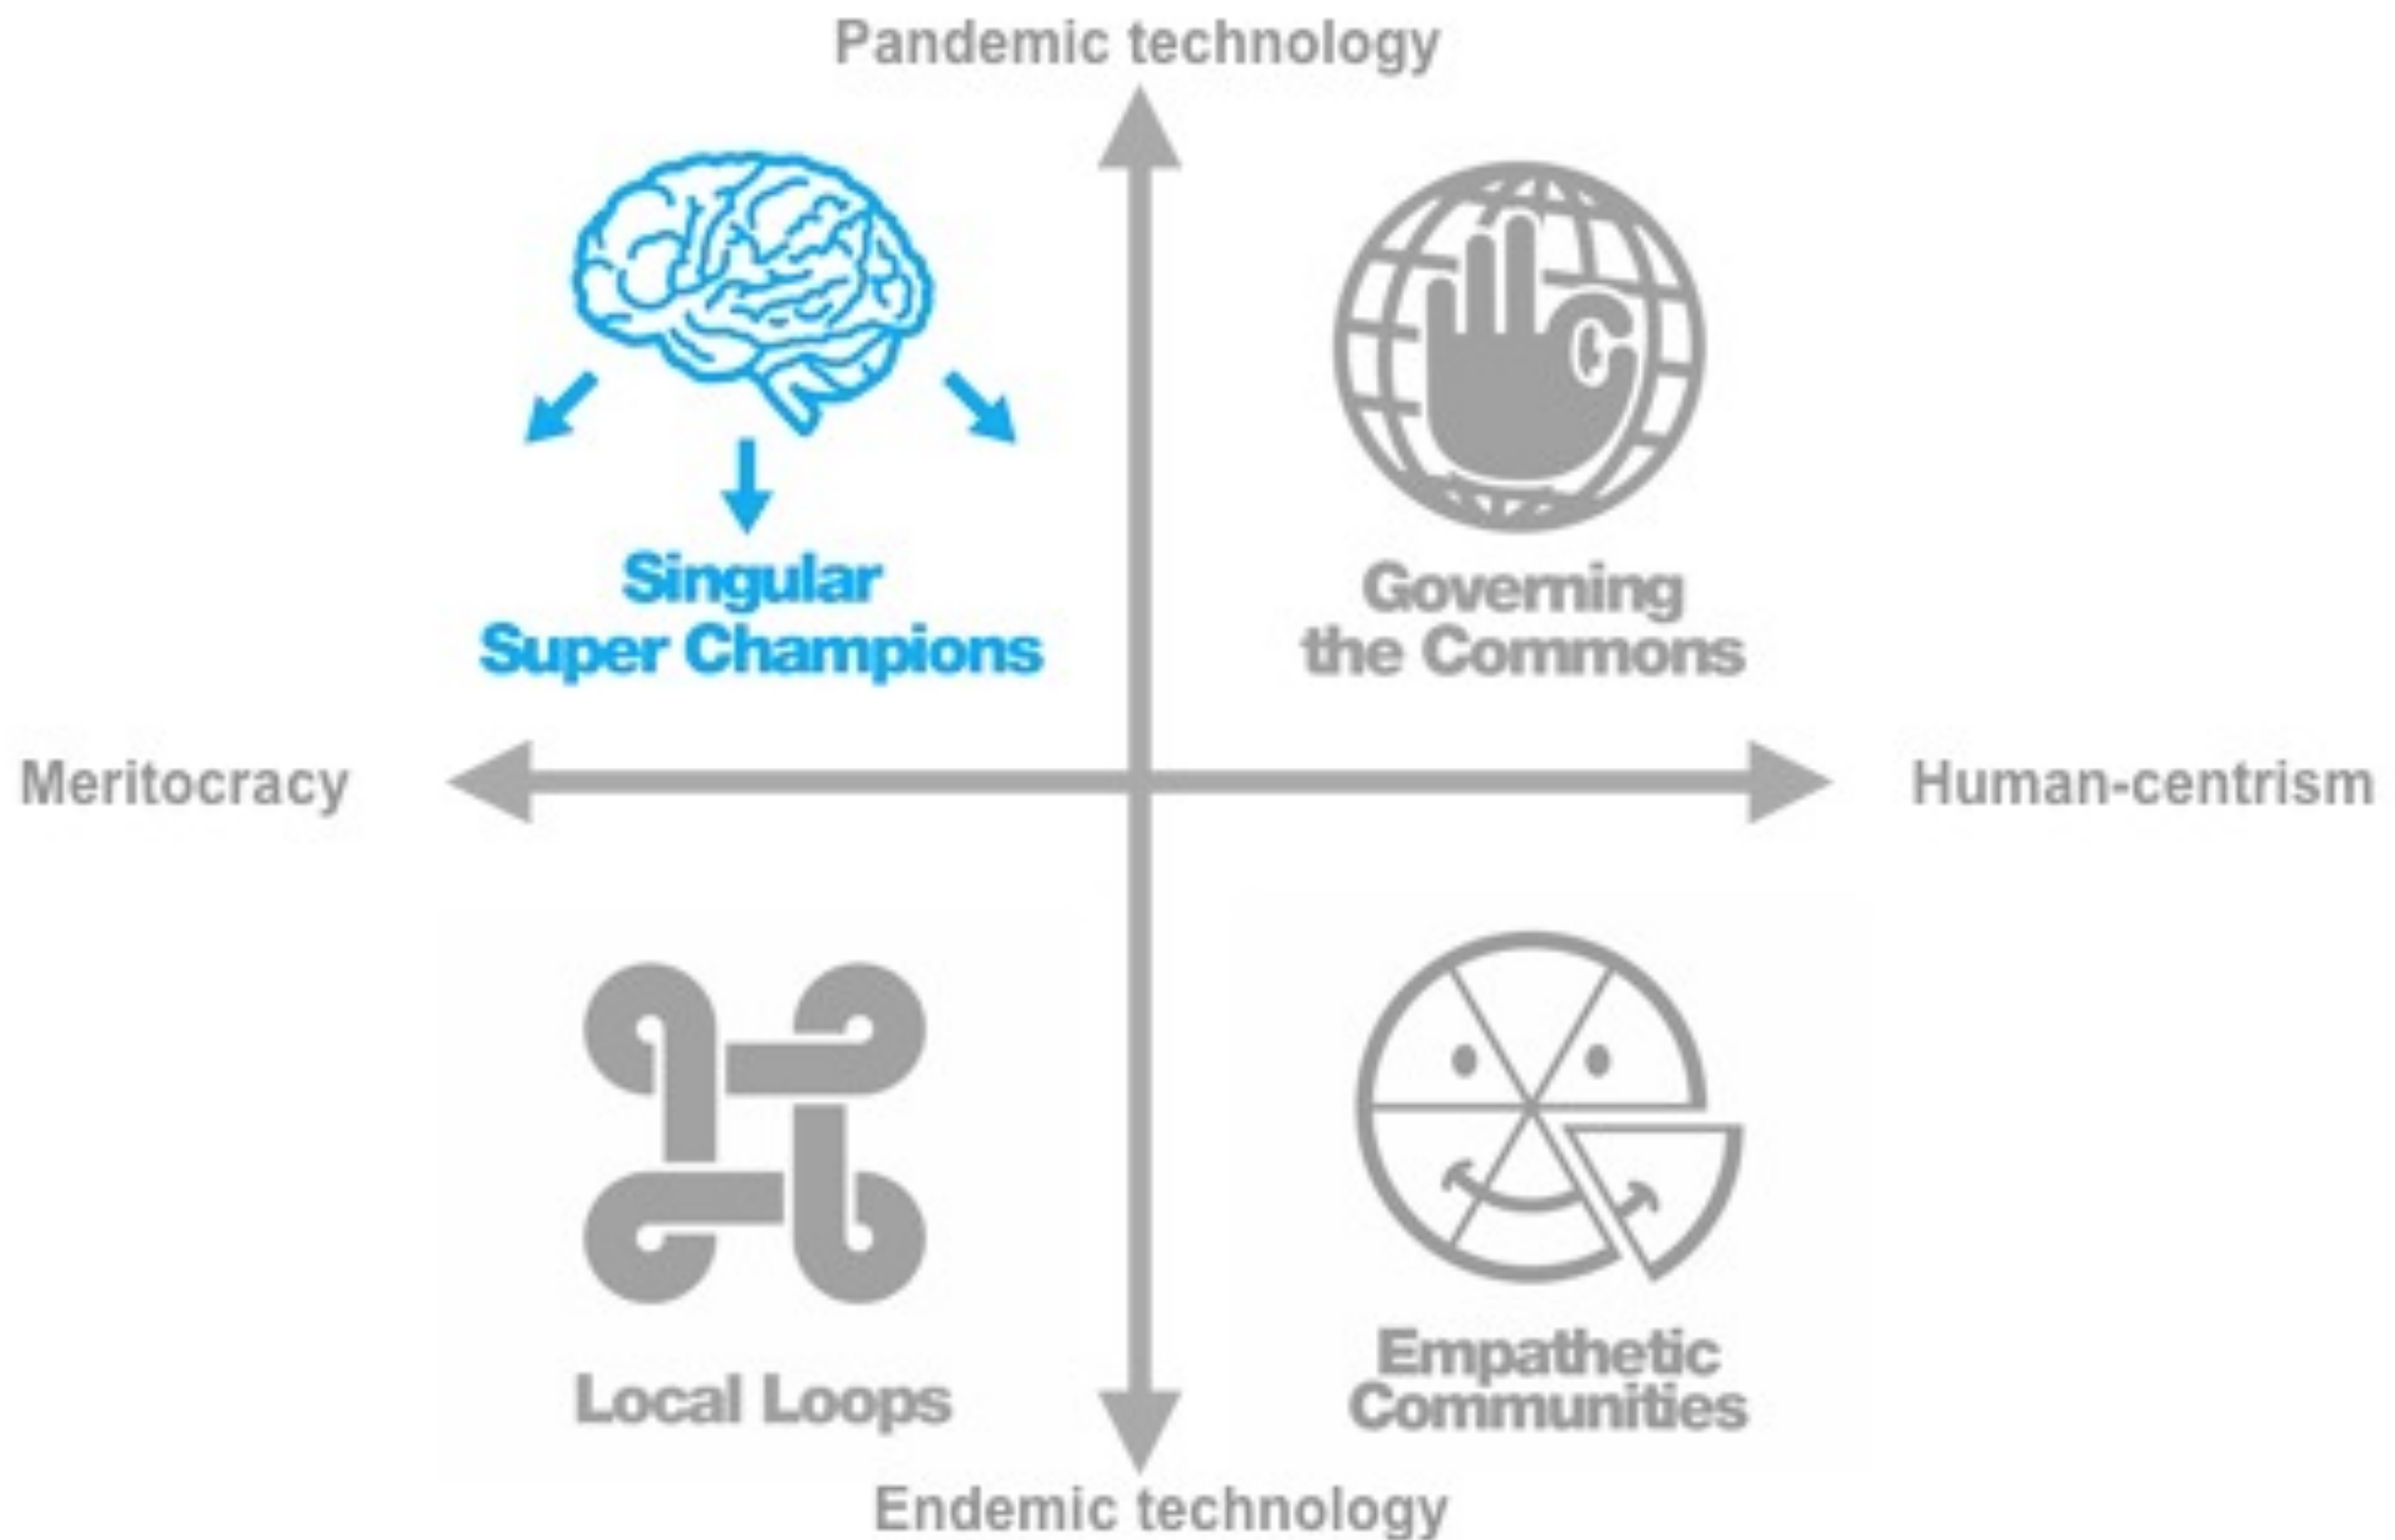 Pandemic technology
Singular
Super Champions
Governing
the Commons
Meritocracy
Human-centrism
Local Loops
Empathetic
Communities
Endemic technology